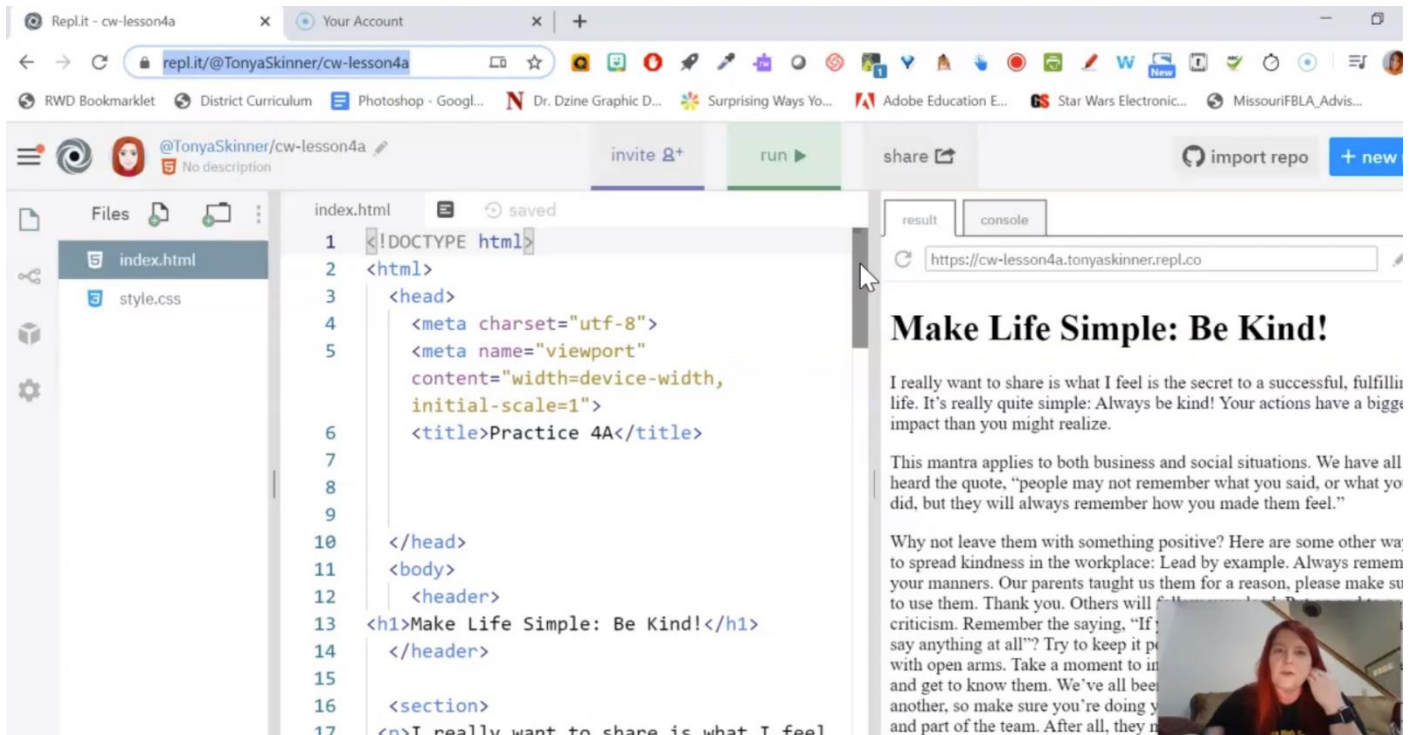 Repl.it - cw-lesson4a
Your Account
repl.it/@TonyaSkinner/cw-lesson4a
1
New
RWD Bookmarklet
District Curriculum
Photoshop - Googl...
Dr. Dzine Graphic D...
Surprising Ways Yo...
Adobe Education E...
Star Wars Electronic...
MissouriFBLA_Advis...
@TonyaSkinner/cw-lesson4a
No description
invite
run
share
import repo
+ new
Files
index.html
style.css
index.html
saved
1 <!DOCTYPE html>
2 <html>
3 <head>
4 <meta charset="utf-8">
5 <meta name="viewport"
content="width=device-width,
initial-scale=1">
6 <title>Practice 4A</title>
7
8
9
10 </head>
11 <body>
12 <header>
13 <h1>Make Life Simple: Be Kind!</h1>
14 </header>
15
16 <section>
17 <p>I really want to share is what I feel
result
console
https://cw-lesson4a.tonyaskinner.repl.co
Make Life Simple: Be Kind!
I really want to share is what I feel is the secret to a successful,
life. It’s really quite simple: Always be kind! Your actions have a
impact than you might realize.
This mantra applies to both business and social situations. We have all
heard the quote, “people may not remember what you said, or what
did, but they will always remember how you made them feel.”
Why not leave them with something positive? Here are some other
to spread kindness in the workplace: Lead by example. Always
your manners. Our parents taught us them for a reason, please make
to use them. Thank you. Others will
criticism. Remember the saying, “If
say anything at all”? Try to keep it
with open arms. Take a moment to
and get to know them. We’ve all
another, so make sure you’re doing
and part of the team. After all, they